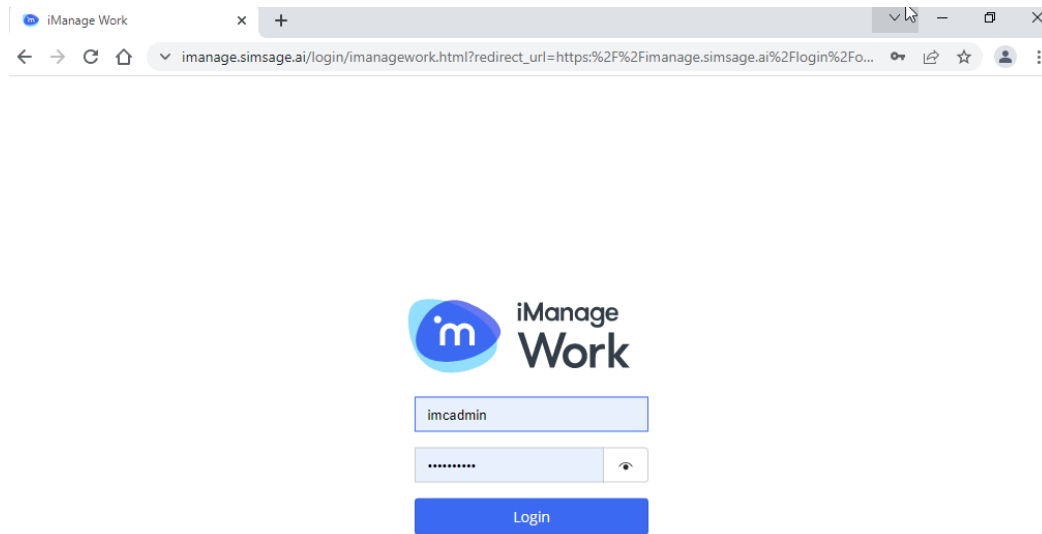 iManage Work
imanage.simsage.ai/login/imanagework.html?redirect_url=https:%2F%2Fimanage.simsage.ai%2Flogin%2Fo...
im
iManage
Work
imcadmin
••••••••••
Login